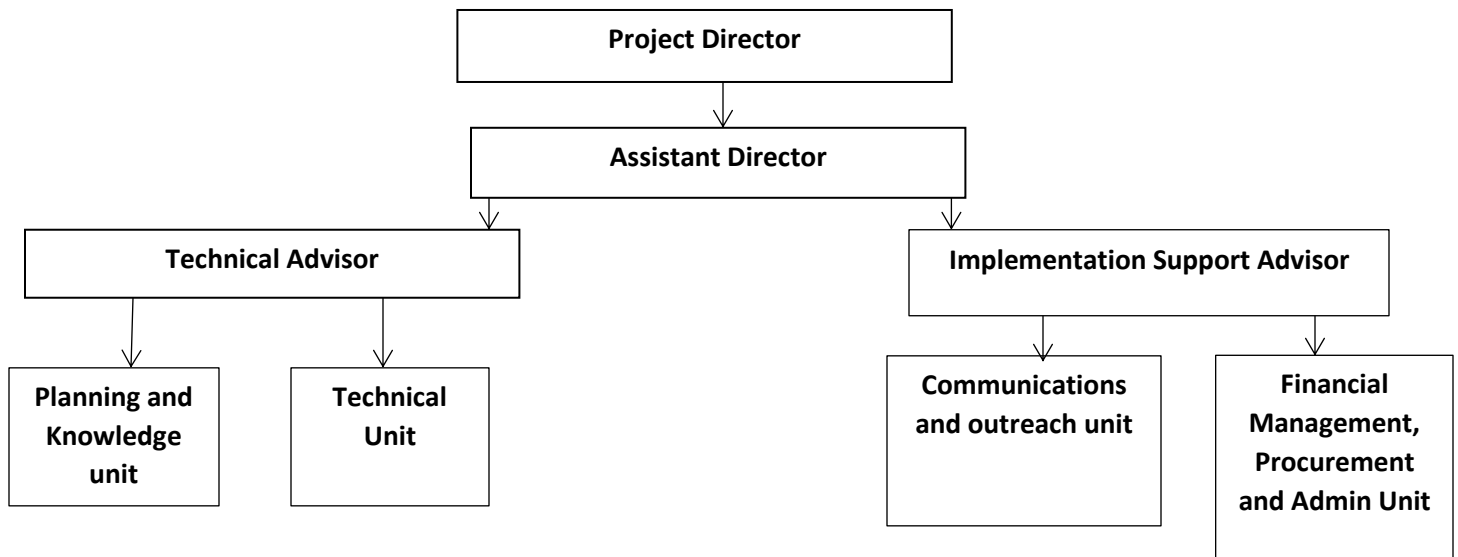 Project Director
Assistant Director
Technical Advisor
Implementation Support Advisor
Planning and
Knowledge
unit
Technical
Unit
Communications
and outreach unit
Financial
Management,
Procurement
and Admin Unit